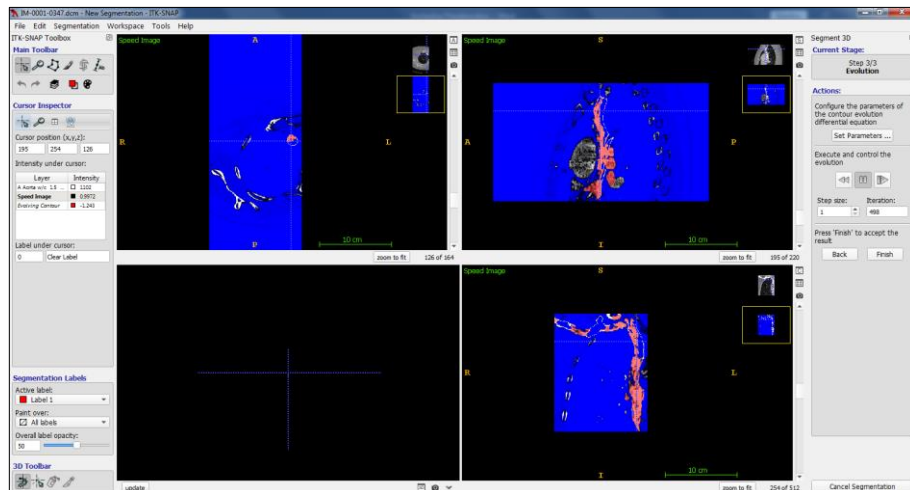 IM-0001-0347.dcm - New Segmentation - ITK-SNAP
File Edit Segmentation Workspace Tools Help
ITK-SNAP Toolbox
Main Toolbar
Cursor Inspector
Cursor position (x,y,z):
195 254 126
Intensity under cursor:
Layer Intensity
A Aorta w/c 1.5 ... 1102
Speed Image 0.9972
Evolving Contour -1.243
Label under cursor:
0 Clear Label
Segmentation Labels
Active label:
Label 1
Paint over:
All labels
Overall label opacity:
50
3D Toolbar
Speed Image
A
R
L
P
10 cm
zoom to fit 126 of 164
Speed Image
S
A
P
I
10 cm
zoom to fit 195 of 220
update
Speed Image
S
R
L
I
10 cm
zoom to fit 254 of 512
Segment 3D
Current Stage:
Step 3/3
Evolution
Actions:
Configure the parameters of
the contour evolution
differential equation
Set Parameters ...
Execute and control the
evolution
Step size: Iteration:
1 488
Press 'Finish' to accept the
result
Back Finish
Cancel Segmentation